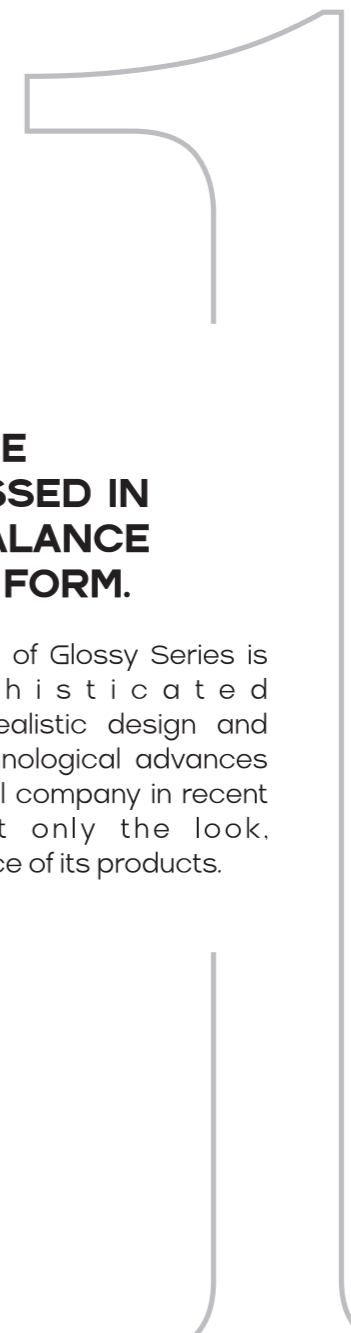 E
SSED IN
ALANCE
FORM.
of Glossy Series is
histicated
ealistic design and
nological advances
l company in recent
t only the look,
ce of its products.